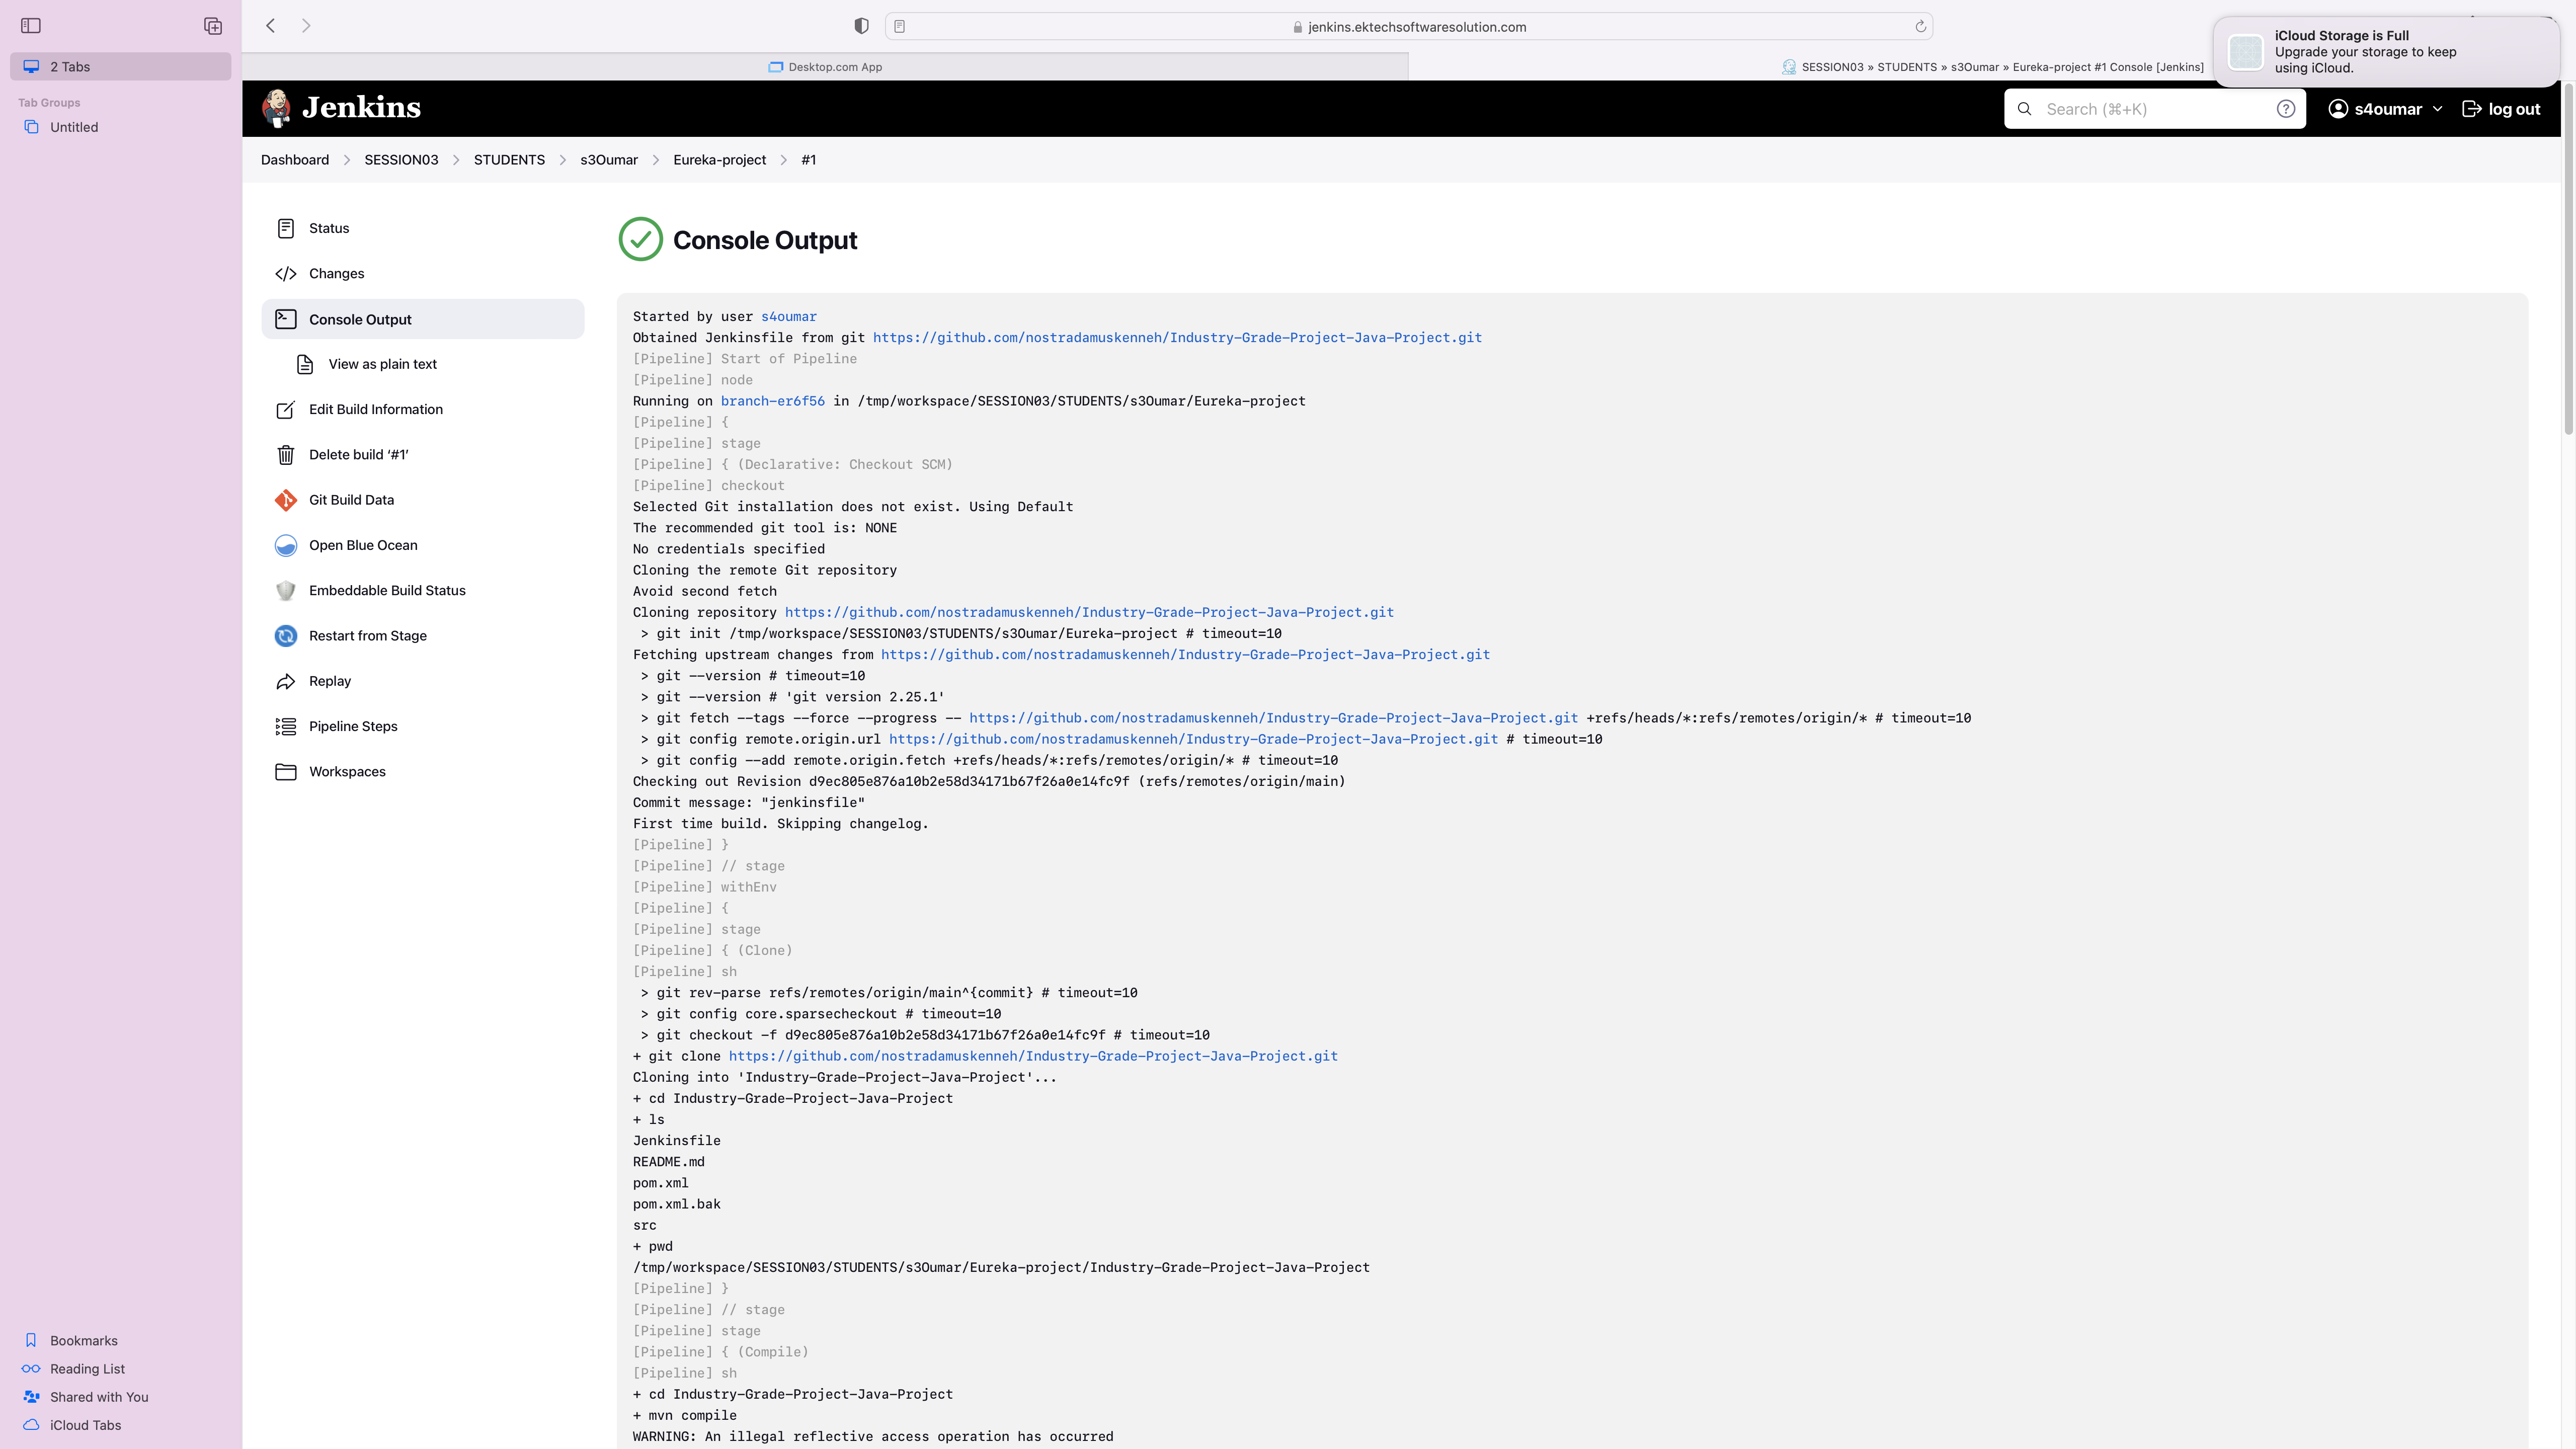 2 Tabs
Tab Groups
Untitled
Bookmarks
Reading List
Shared with You
iCloud Tabs
jenkins.ektechsoftwaresolution.com
Desktop.com App
SESSION03 » STUDENTS » s3Oumar » Eureka-project #1 Console [Jenkins]
iCloud Storage is Full
Upgrade your storage to keep
using iCloud.
Jenkins
Search (⌘+K)
s4oumar
log out
Dashboard > SESSION03 > STUDENTS > s3Oumar > Eureka-project > #1
Status
Changes
Console Output
View as plain text
Edit Build Information
Delete build ‘#1’
Git Build Data
Open Blue Ocean
Embeddable Build Status
Restart from Stage
Replay
Pipeline Steps
Workspaces
Console Output
Started by user s4oumar
Obtained Jenkinsfile from git https://github.com/nostradamuskenneh/Industry-Grade-Project-Java-Project.git
[Pipeline] Start of Pipeline
[Pipeline] node
Running on branch-er6f56 in /tmp/workspace/SESSION03/STUDENTS/s3Oumar/Eureka-project
[Pipeline] {
[Pipeline] stage
[Pipeline] { (Declarative: Checkout SCM)
[Pipeline] checkout
Selected Git installation does not exist. Using Default
The recommended git tool is: NONE
No credentials specified
Cloning the remote Git repository
Avoid second fetch
Cloning repository https://github.com/nostradamuskenneh/Industry-Grade-Project-Java-Project.git
 > git init /tmp/workspace/SESSION03/STUDENTS/s3Oumar/Eureka-project # timeout=10
Fetching upstream changes from https://github.com/nostradamuskenneh/Industry-Grade-Project-Java-Project.git
 > git --version # timeout=10
 > git --version # 'git version 2.25.1'
 > git fetch --tags --force --progress -- https://github.com/nostradamuskenneh/Industry-Grade-Project-Java-Project.git +refs/heads/*:refs/remotes/origin/* # timeout=10
 > git config remote.origin.url https://github.com/nostradamuskenneh/Industry-Grade-Project-Java-Project.git # timeout=10
 > git config --add remote.origin.fetch +refs/heads/*:refs/remotes/origin/* # timeout=10
Checking out Revision d9ec805e876a10b2e58d34171b67f26a0e14fc9f (refs/remotes/origin/main)
Commit message: "jenkinsfile"
First time build. Skipping changelog.
[Pipeline] }
[Pipeline] // stage
[Pipeline] withEnv
[Pipeline] {
[Pipeline] stage
[Pipeline] { (Clone)
[Pipeline] sh
 > git rev-parse refs/remotes/origin/main^{commit} # timeout=10
 > git config core.sparsecheckout # timeout=10
 > git checkout -f d9ec805e876a10b2e58d34171b67f26a0e14fc9f # timeout=10
+ git clone https://github.com/nostradamuskenneh/Industry-Grade-Project-Java-Project.git
Cloning into 'Industry-Grade-Project-Java-Project'...
+ cd Industry-Grade-Project-Java-Project
+ ls
Jenkinsfile
README.md
pom.xml
pom.xml.bak
src
+ pwd
/tmp/workspace/SESSION03/STUDENTS/s3Oumar/Eureka-project/Industry-Grade-Project-Java-Project
[Pipeline] }
[Pipeline] // stage
[Pipeline] stage
[Pipeline] { (Compile)
[Pipeline] sh
+ cd Industry-Grade-Project-Java-Project
+ mvn compile
WARNING: An illegal reflective access operation has occurred